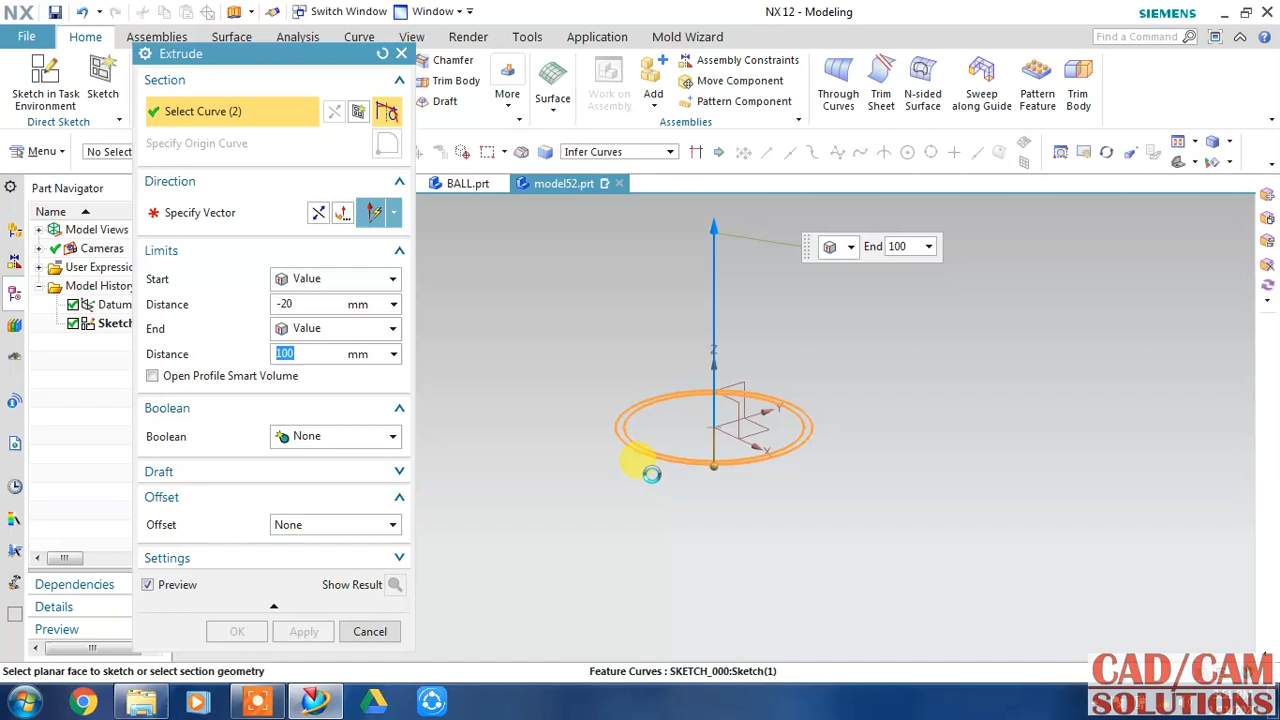 NX
Switch Window
Window
NX 12 - Modeling
SIEMENS
File
Home
Assemblies
Surface
Analysis
Curve
View
Render
Tools
Application
Mold Wizard
Find a Command
Sketch in Task
Environment
Sketch
Direct Sketch
Chamfer
Trim Body
Draft
More
Surface
Work on
Assembly
Add
Assembly Constraints
Move Component
Pattern Component
Assemblies
Through
Curves
Trim
Sheet
N-sided
Surface
Sweep
along Guide
Pattern
Feature
Trim
Body
Menu
No Selec
Infer Curves
Part Navigator
BALL.prt
model52.prt
Name
Model Views
Cameras
User Expression
Model History
Datum
Sketch
Dependencies
Details
Preview
Extrude
Section
Select Curve (2)
Specify Origin Curve
Direction
Specify Vector
Limits
Start
Value
Distance
-20 mm
End
Value
Distance
100 mm
Open Profile Smart Volume
Boolean
Boolean
None
Draft
Offset
Offset
None
Settings
Preview
Show Result
OK
Apply
Cancel
End 100
Z
Y
X
Select planar face to sketch or select section geometry
Feature Curves : SKETCH_000:Sketch(1)
CAD/CAM
SOLUTIONS